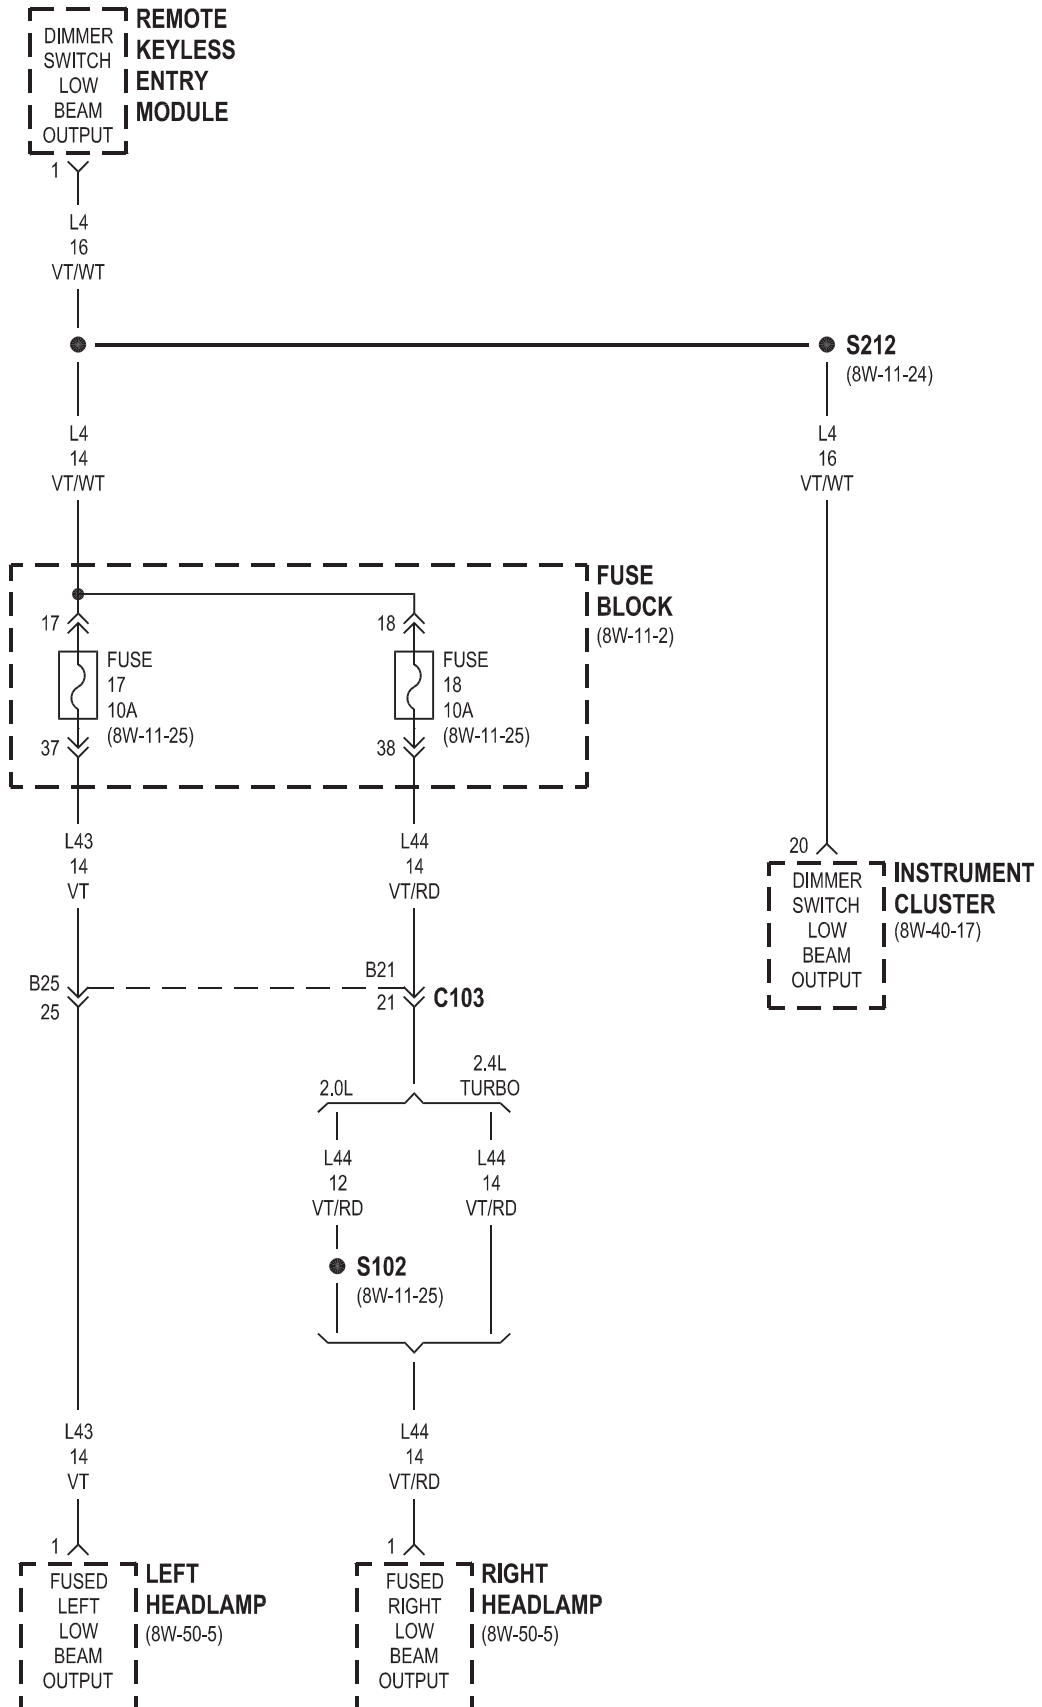 DIMMER
SWITCH
LOW
BEAM
OUTPUT
REMOTE
KEYLESS
ENTRY
MODULE
1
L4
16
VT/WT
S212
(8W-11-24)
L4
14
VT/WT
L4
16
VT/WT
FUSE
BLOCK
(8W-11-2)
17
FUSE
17
10A
(8W-11-25)
37
18
FUSE
18
10A
(8W-11-25)
38
L43
14
VT
L44
14
VT/RD
20
DIMMER
SWITCH
LOW
BEAM
OUTPUT
INSTRUMENT
CLUSTER
(8W-40-17)
B25
25
B21
21
C103
2.0L
2.4L
TURBO
L44
12
VT/RD
L44
14
VT/RD
S102
(8W-11-25)
L43
14
VT
L44
14
VT/RD
1
FUSED
LEFT
LOW
BEAM
OUTPUT
LEFT
HEADLAMP
(8W-50-5)
1
FUSED
RIGHT
LOW
BEAM
OUTPUT
RIGHT
HEADLAMP
(8W-50-5)